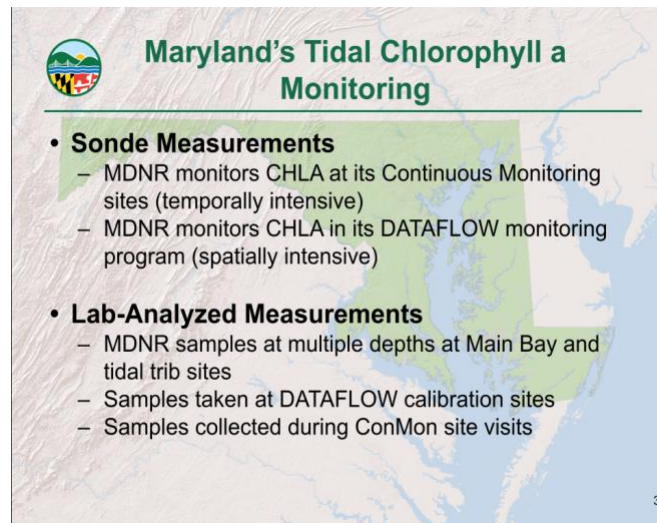 Maryland's Tidal Chlorophyll a
Monitoring
• Sonde Measurements
– MDNR monitors CHLA at its Continuous Monitoring
sites (temporally intensive)
– MDNR monitors CHLA in its DATAFLOW monitoring
program (spatially intensive)
• Lab-Analyzed Measurements
– MDNR samples at multiple depths at Main Bay and
tidal trib sites
– Samples taken at DATAFLOW calibration sites
– Samples collected during ConMon site visits
3